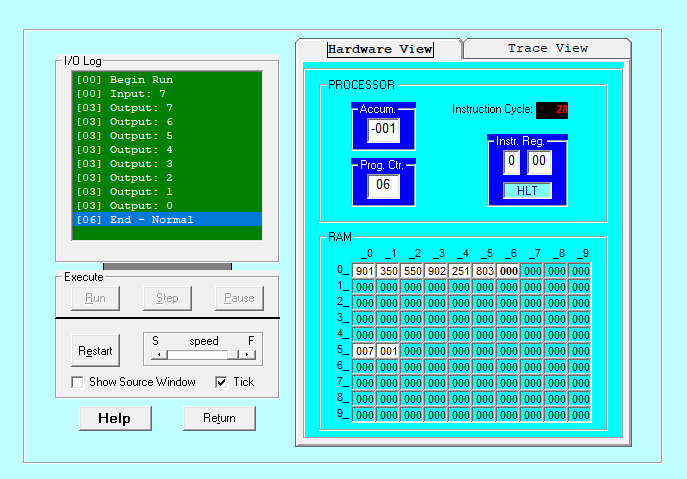 Hardware View
Trace View
I/O Log
[00] Begin Run
[00] Input: 7
[03] Output: 7
[03] Output: 6
[03] Output: 5
[03] Output: 4
[03] Output: 3
[03] Output: 2
[03] Output: 1
[03] Output: 0
[06] End - Normal
Execute
Run Step Pause
Restart
S speed F
Show Source Window Tick
Help Return
PROCESSOR
Accum.
-001
Instruction Cycle: 28
Prog. Ctr.
06
Instr. Reg.
0 00
HLT
RAM
_0 _1 _2 _3 _4 _5 _6 _7 _8 _9
0_ 901 350 550 902 251 803 000 000 000 000
1_ 000 000 000 000 000 000 000 000 000 000
2_ 000 000 000 000 000 000 000 000 000 000
3_ 000 000 000 000 000 000 000 000 000 000
4_ 000 000 000 000 000 000 000 000 000 000
5_ 007 001 000 000 000 000 000 000 000 000
6_ 000 000 000 000 000 000 000 000 000 000
7_ 000 000 000 000 000 000 000 000 000 000
8_ 000 000 000 000 000 000 000 000 000 000
9_ 000 000 000 000 000 000 000 000 000 000